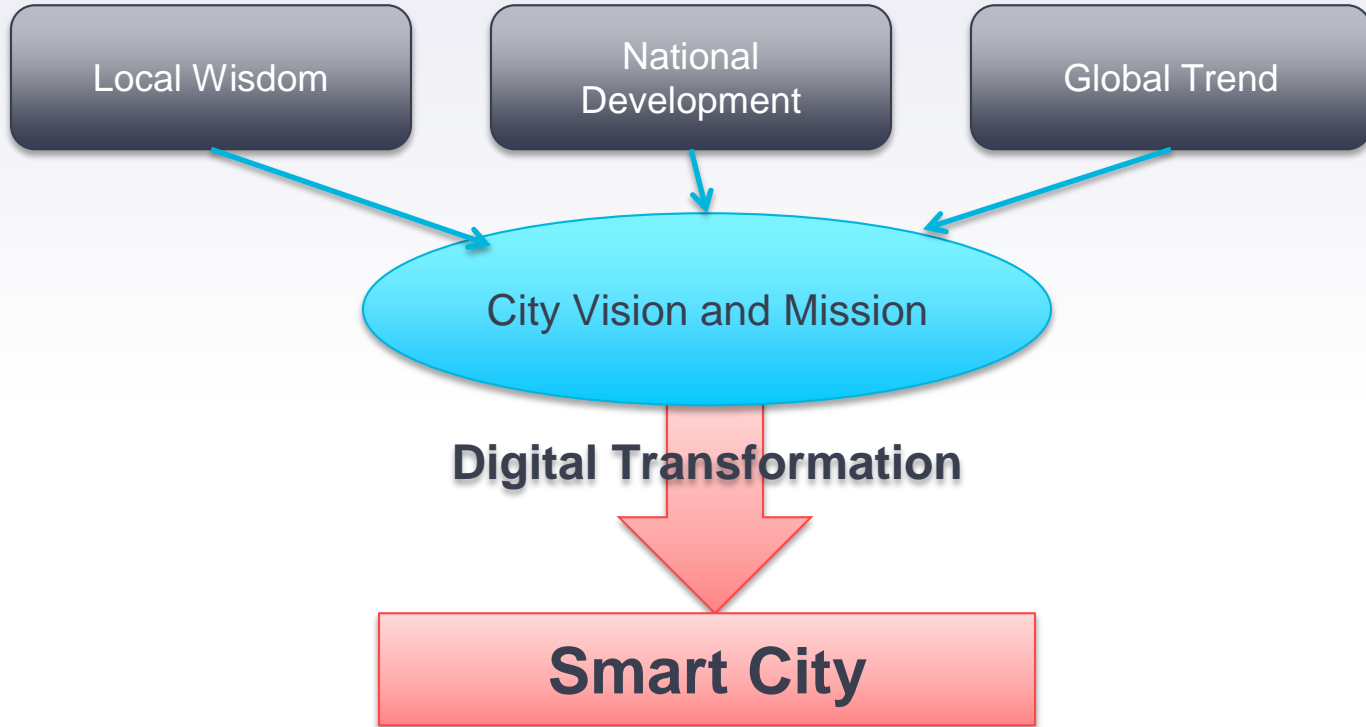 Local Wisdom
National
Development
Global Trend
City Vision and Mission
Digital Transformation
Smart City